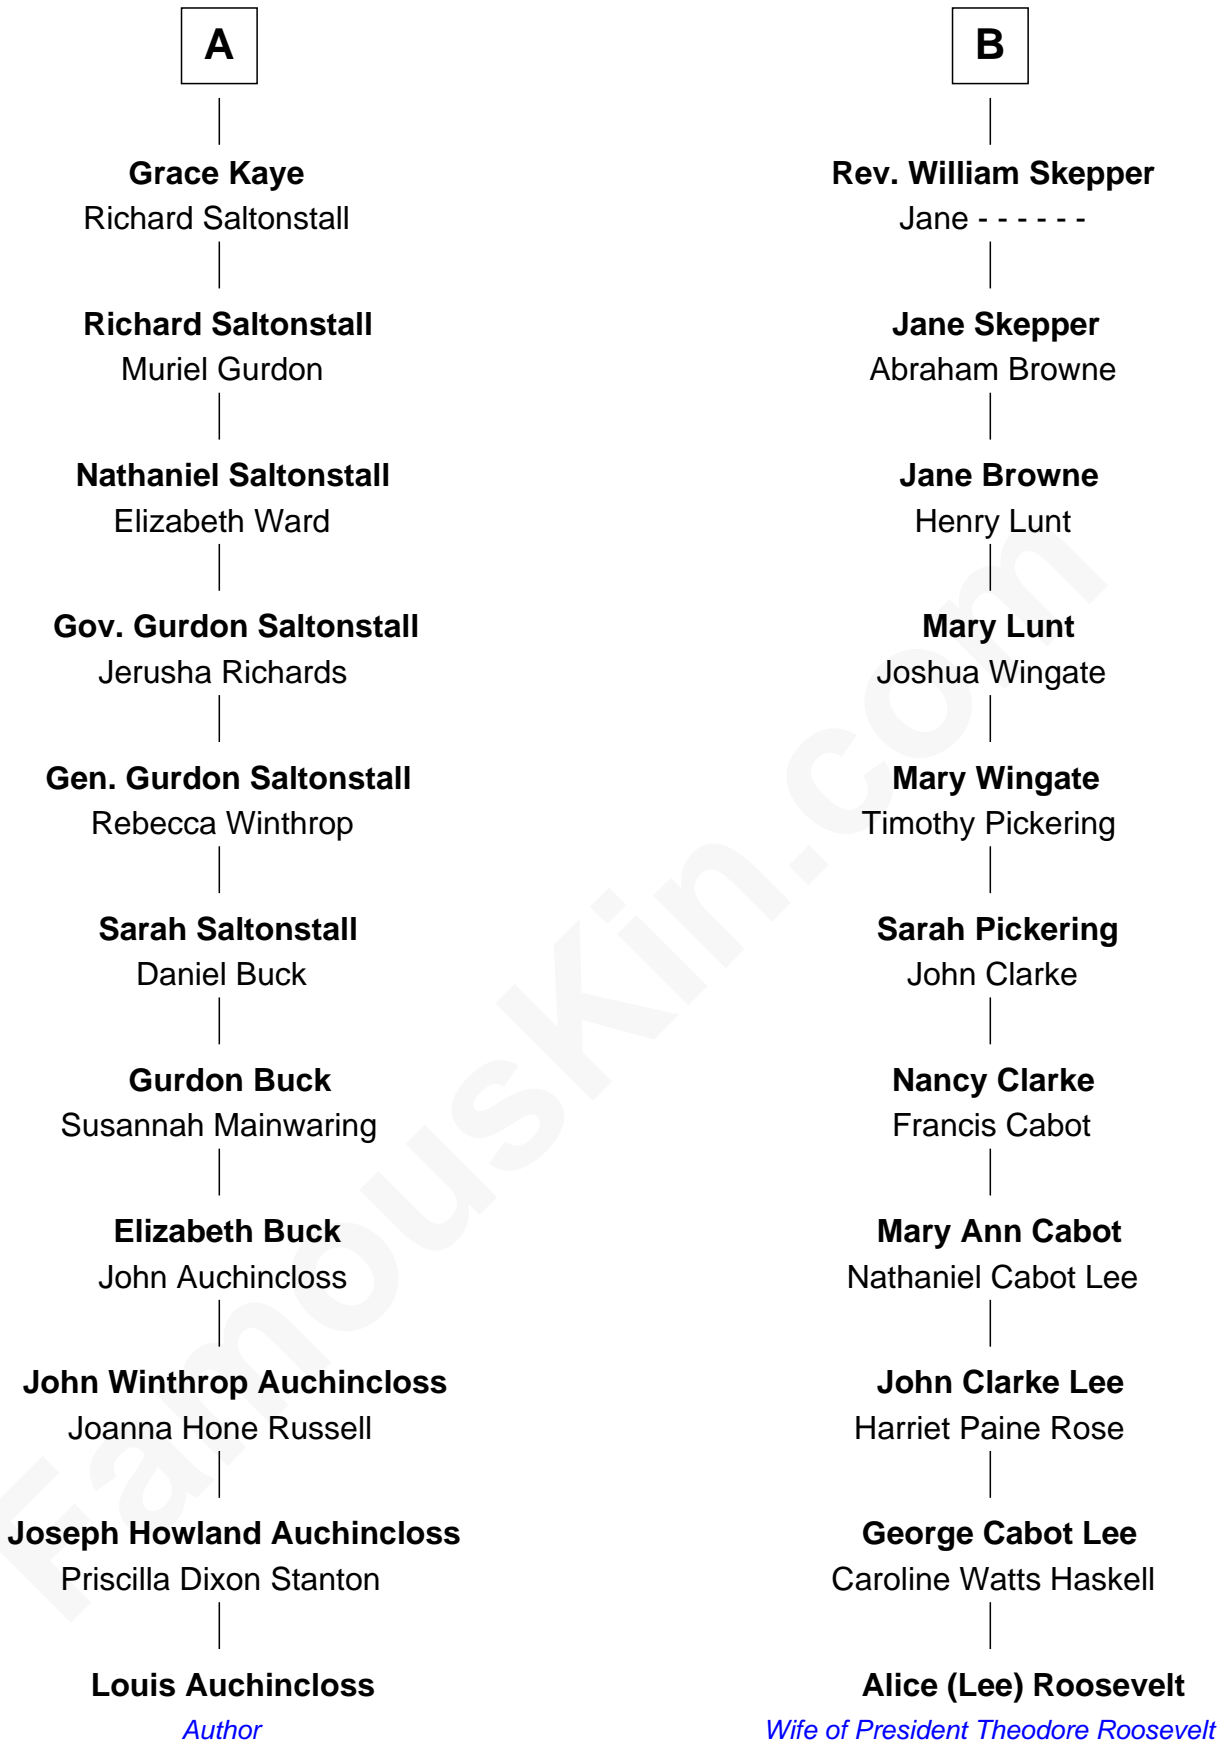 A
Grace Kaye
Richard Saltonstall
Richard Saltonstall
Muriel Gurdon
Nathaniel Saltonstall
Elizabeth Ward
Gov. Gurdon Saltonstall
Jerusha Richards
Gen. Gurdon Saltonstall
Rebecca Winthrop
Sarah Saltonstall
Daniel Buck
Gurdon Buck
Susannah Mainwaring
Elizabeth Buck
John Auchincloss
John Winthrop Auchincloss
Joanna Hone Russell
Joseph Howland Auchincloss
Priscilla Dixon Stanton
Louis Auchincloss
Author
B
Rev. William Skepper
Jane - - - - - -
Jane Skepper
Abraham Browne
Jane Browne
Henry Lunt
Mary Lunt
Joshua Wingate
Mary Wingate
Timothy Pickering
Sarah Pickering
John Clarke
Nancy Clarke
Francis Cabot
Mary Ann Cabot
Nathaniel Cabot Lee
John Clarke Lee
Harriet Paine Rose
George Cabot Lee
Caroline Watts Haskell
Alice (Lee) Roosevelt
Wife of President Theodore Roosevelt
FamousKin.com